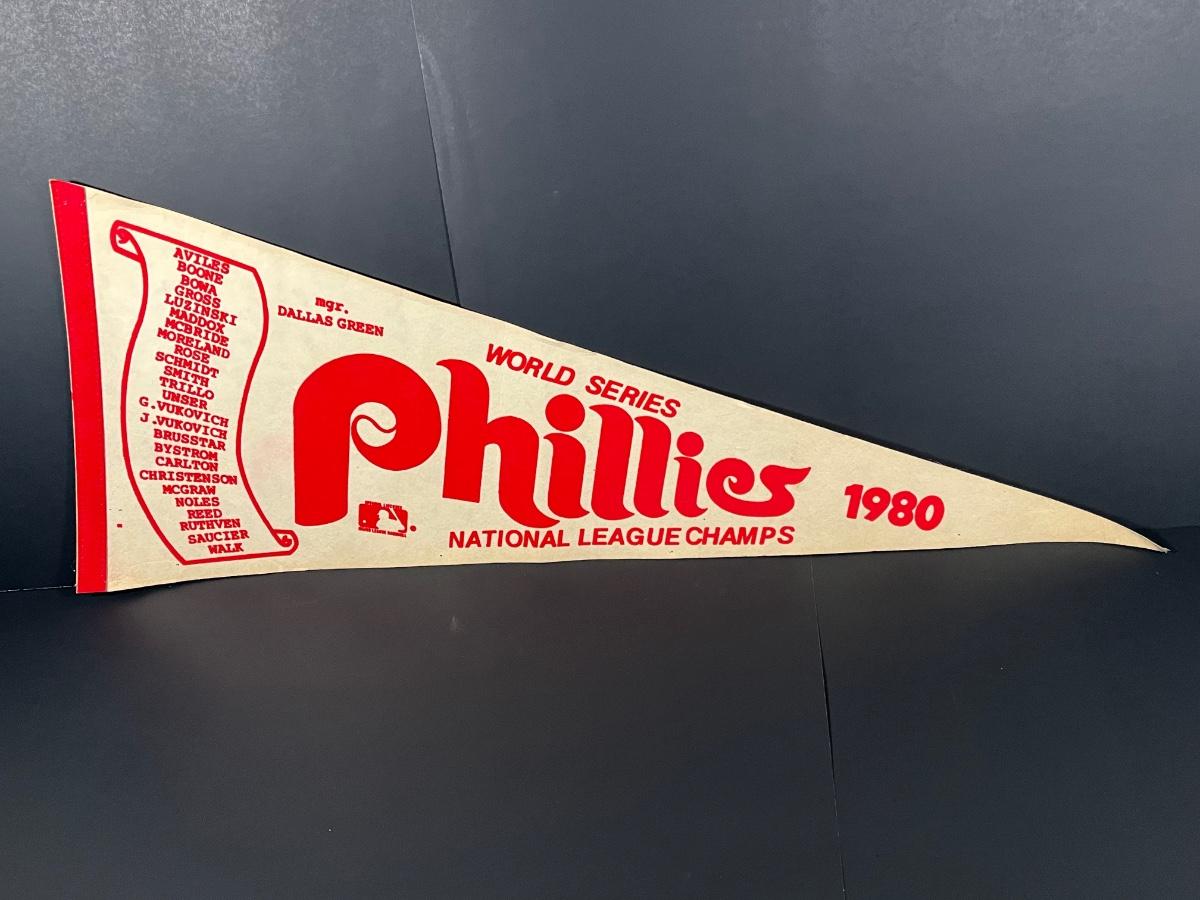 AVILES
BOONE
BOWA
GROSS
LUZINSKI
MADDOX
MCBRIDE
MORELAND
ROSE
SCHMIDT
SMITH
TRILLO
UNSER
G.VUKOVICH
J.VUKOVICH
BRUSSTAR
BYSTROM
CARLTON
CHRISTENSON
MCGRAW
NOLES
REED
RUTHVEN
SAUCIER
WALK
mgr.
DALLAS GREEN
WORLD SERIES
Phillies
NATIONAL LEAGUE CHAMPS
1980